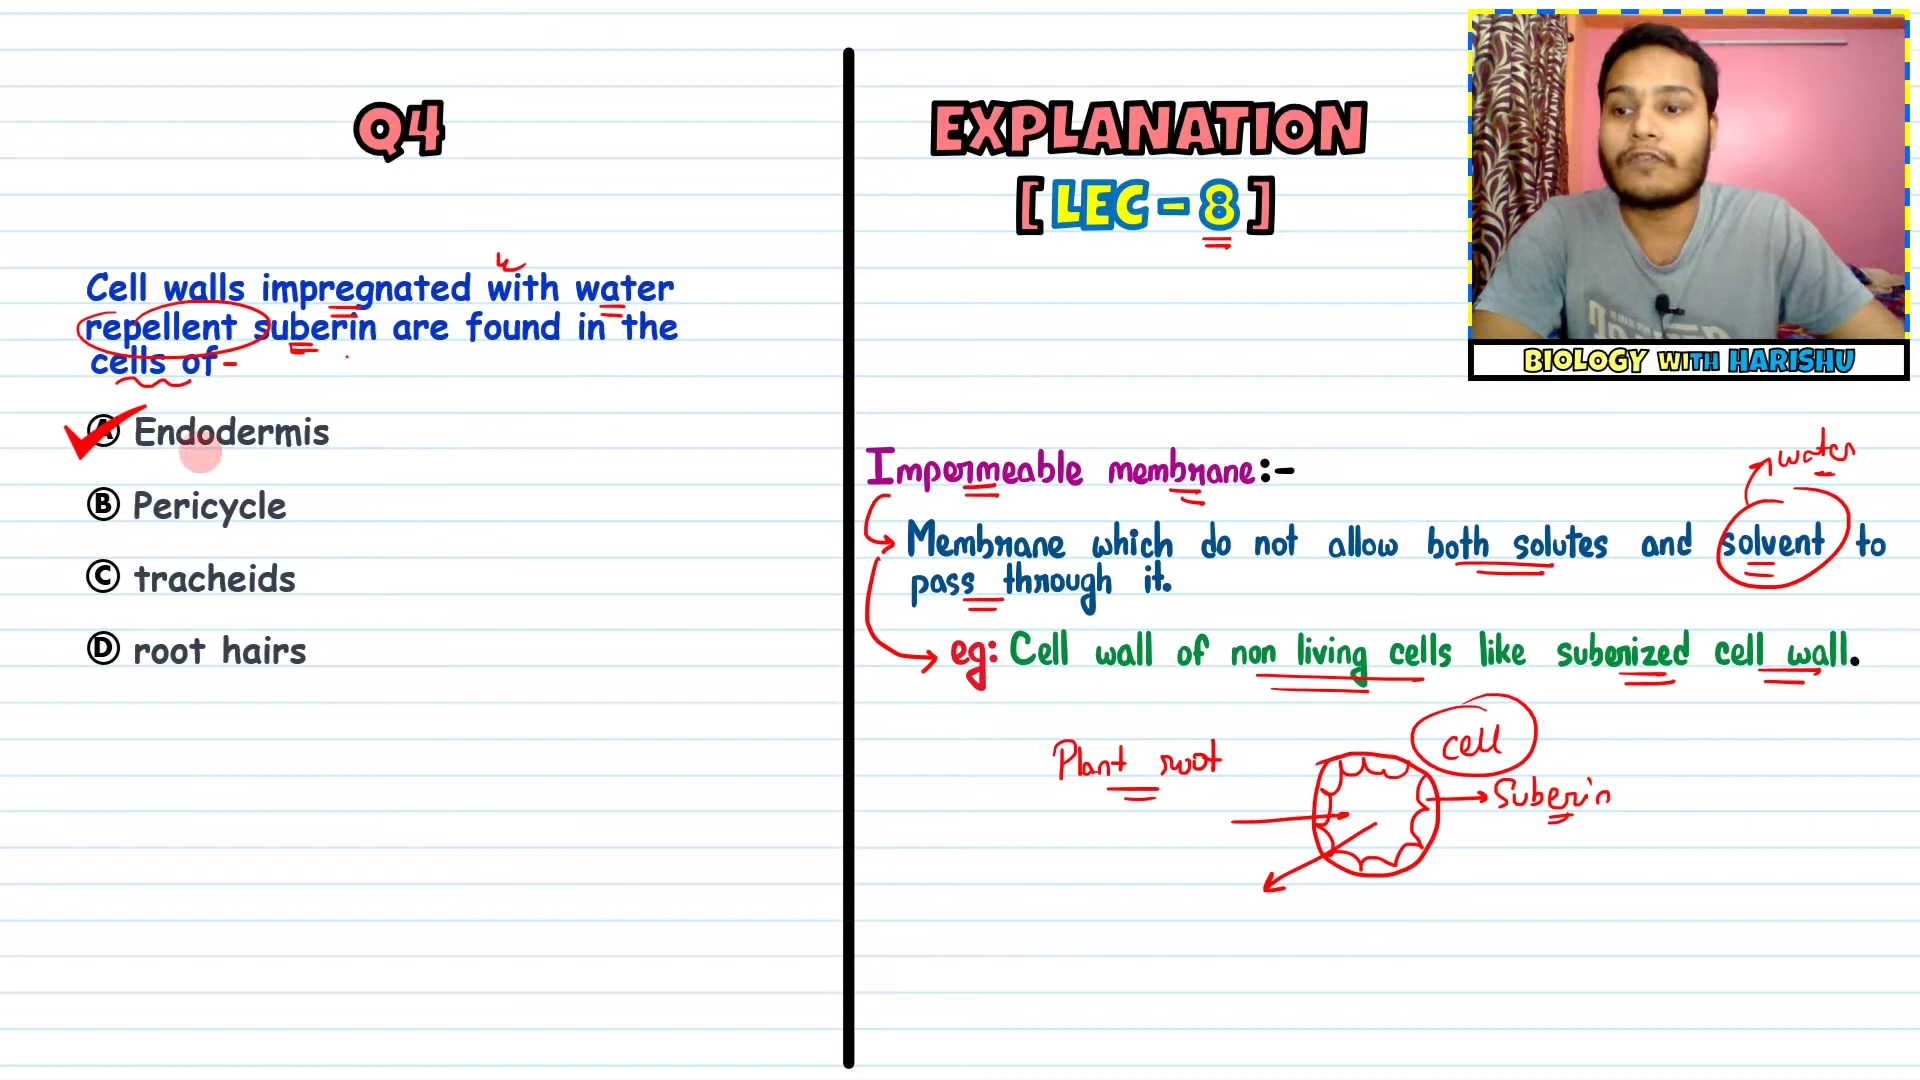 Q4
Cell walls impregnated with water
repellent suberin are found in the
cells of-
A Endodermis
B Pericycle
C tracheids
D root hairs
EXPLANATION
[ LEC - 8 ]
BIOLOGY WITH HARISHU
Impermeable membrane:-
water
Membrane which do not allow both solutes and solvent to
pass through it.
eg: Cell wall of non living cells like suberized cell wall.
Plant root
cell
Suberin